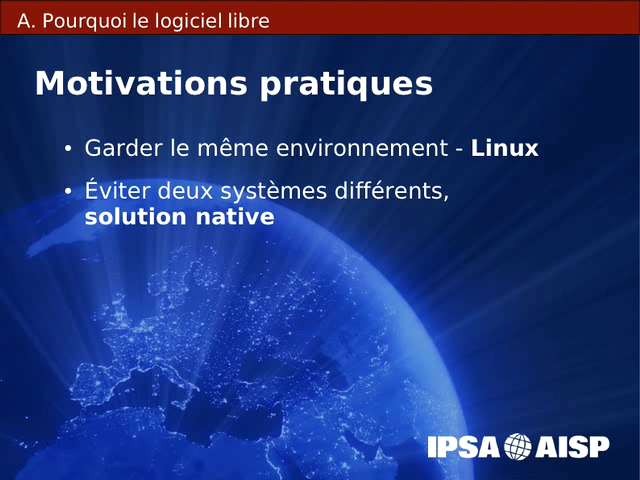 A. Pourquoi le logiciel libre
Motivations pratiques
• Garder le même environnement - Linux
• Éviter deux systèmes différents,
solution native
IPSA AISP